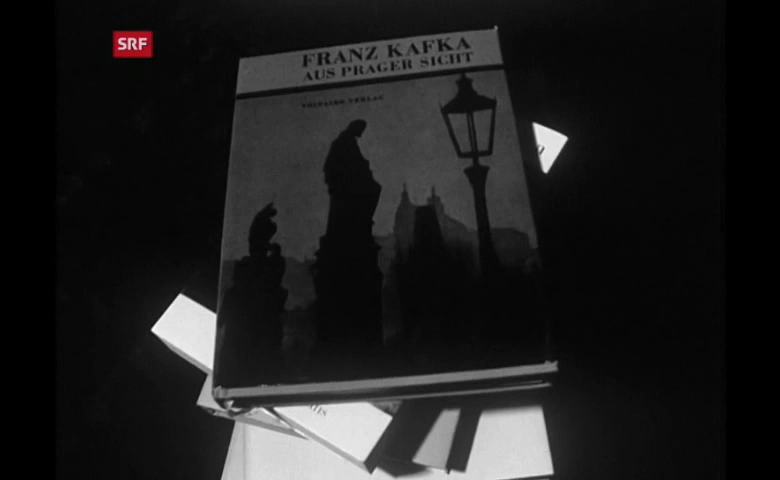 SRF
FRANZ KAFKA
AUS PRAGER SICHT
VOLTAIRE VERLAG